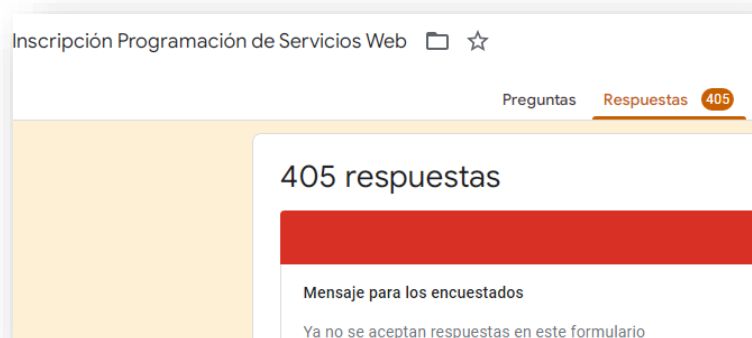 Inscripción Programación de Servicios Web
Preguntas Respuestas 405
405 respuestas
Mensaje para los encuestados
Ya no se aceptan respuestas en este formulario